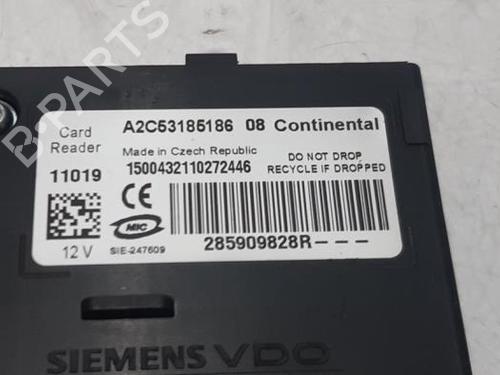 B-PARTS
Card Reader
A2C53185186 08 Continental
Made in Czech Republic
DO NOT DROP
RECYCLE IF DROPPED
11019
1500432110272446
CE
MIC
12 V
SIE-247609
285909828R---
SIEMENS VDO